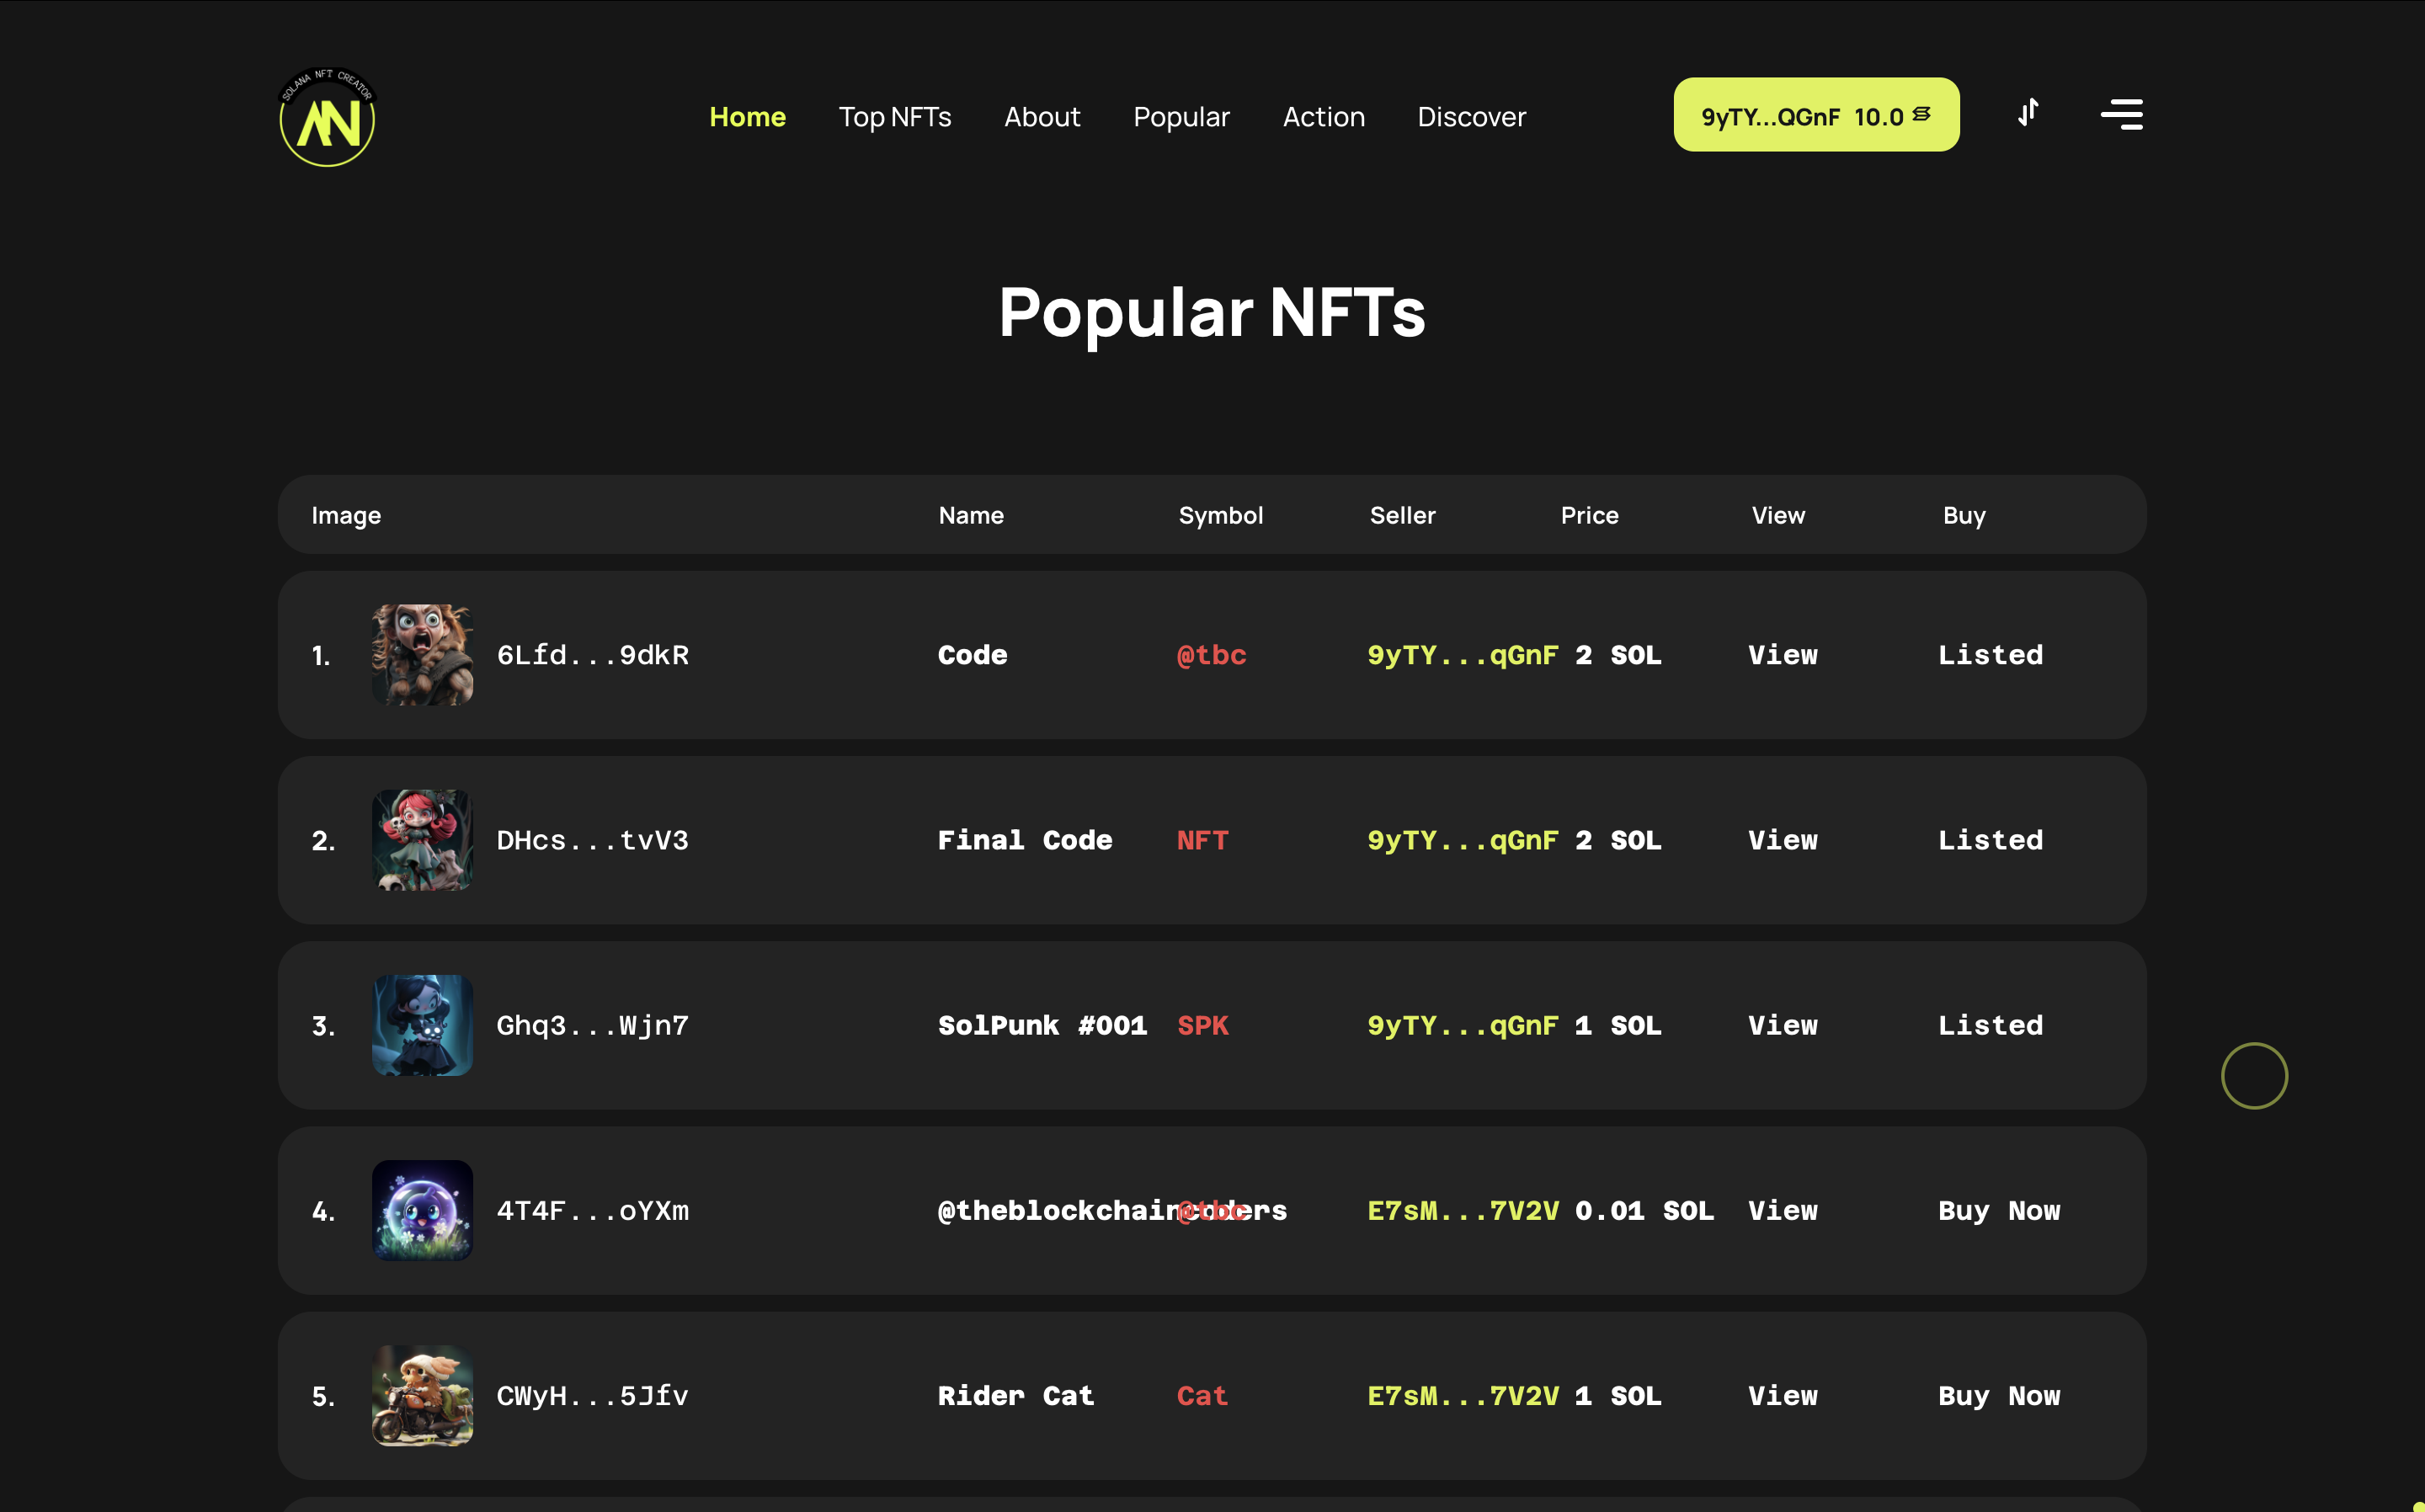 SOLANA NFT CREATOR
AN
Home Top NFTs About Popular Action Discover 9yTY...QGnF 10.0
Popular NFTs
Image Name Symbol Seller Price View Buy
1. 6Lfd...9dkR Code @tbc 9yTY...qGnF 2 SOL View Listed
2. DHcs...tvV3 Final Code NFT 9yTY...qGnF 2 SOL View Listed
3. Ghq3...Wjn7 SolPunk #001 SPK 9yTY...qGnF 1 SOL View Listed
4. 4T4F...oYXm @theblockchaincoders @tbc E7sM...7V2V 0.01 SOL View Buy Now
5. CWyH...5Jfv Rider Cat Cat E7sM...7V2V 1 SOL View Buy Now